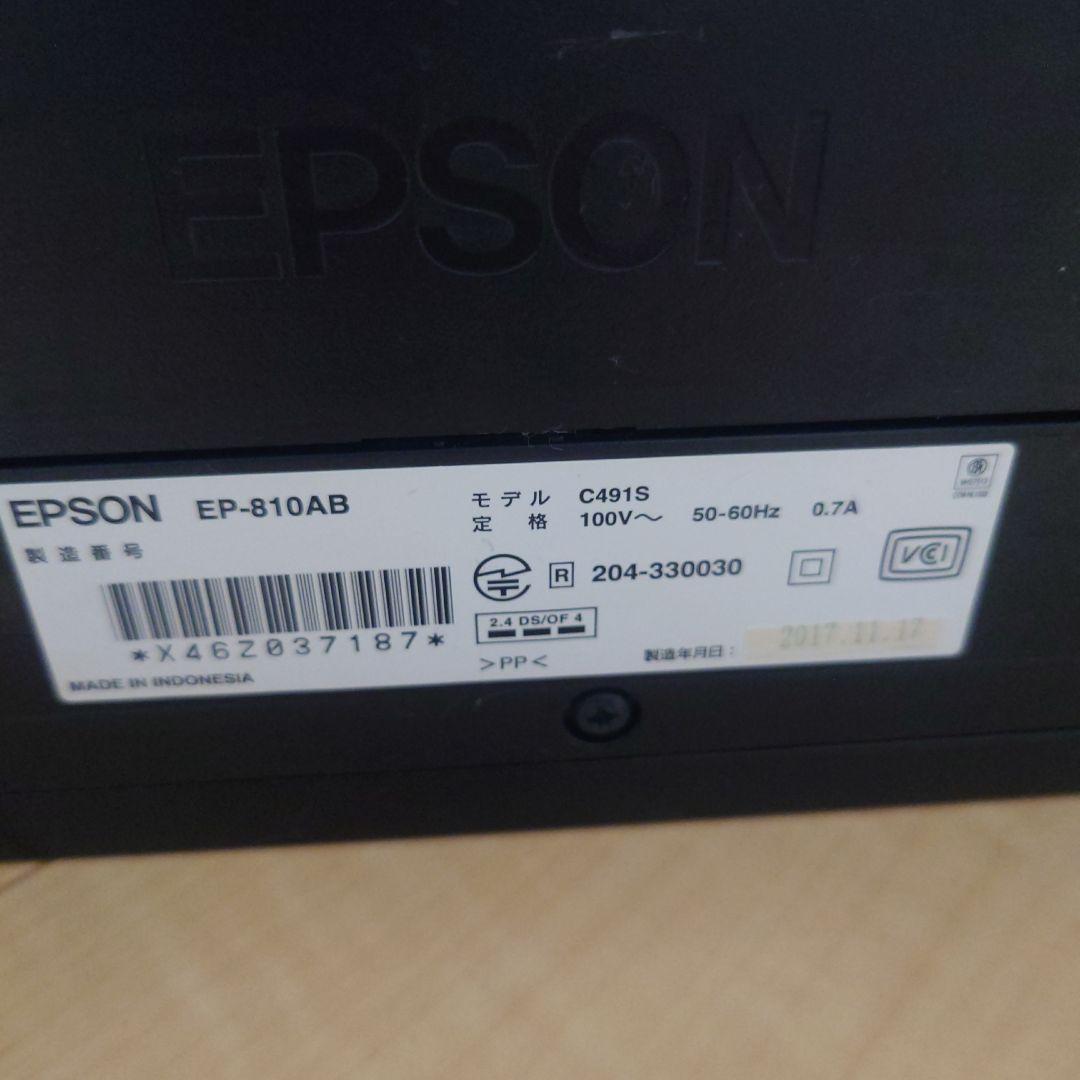 EPSON
EPSON EP-810AB
製造番号
*X46Z037187*
MADE IN INDONESIA
モデル C491S
定格 100V～ 50-60Hz 0.7A
R 204-330030
2.4 DS/OF 4
>PP<
VCCI
製造年月日： 2017.11.17